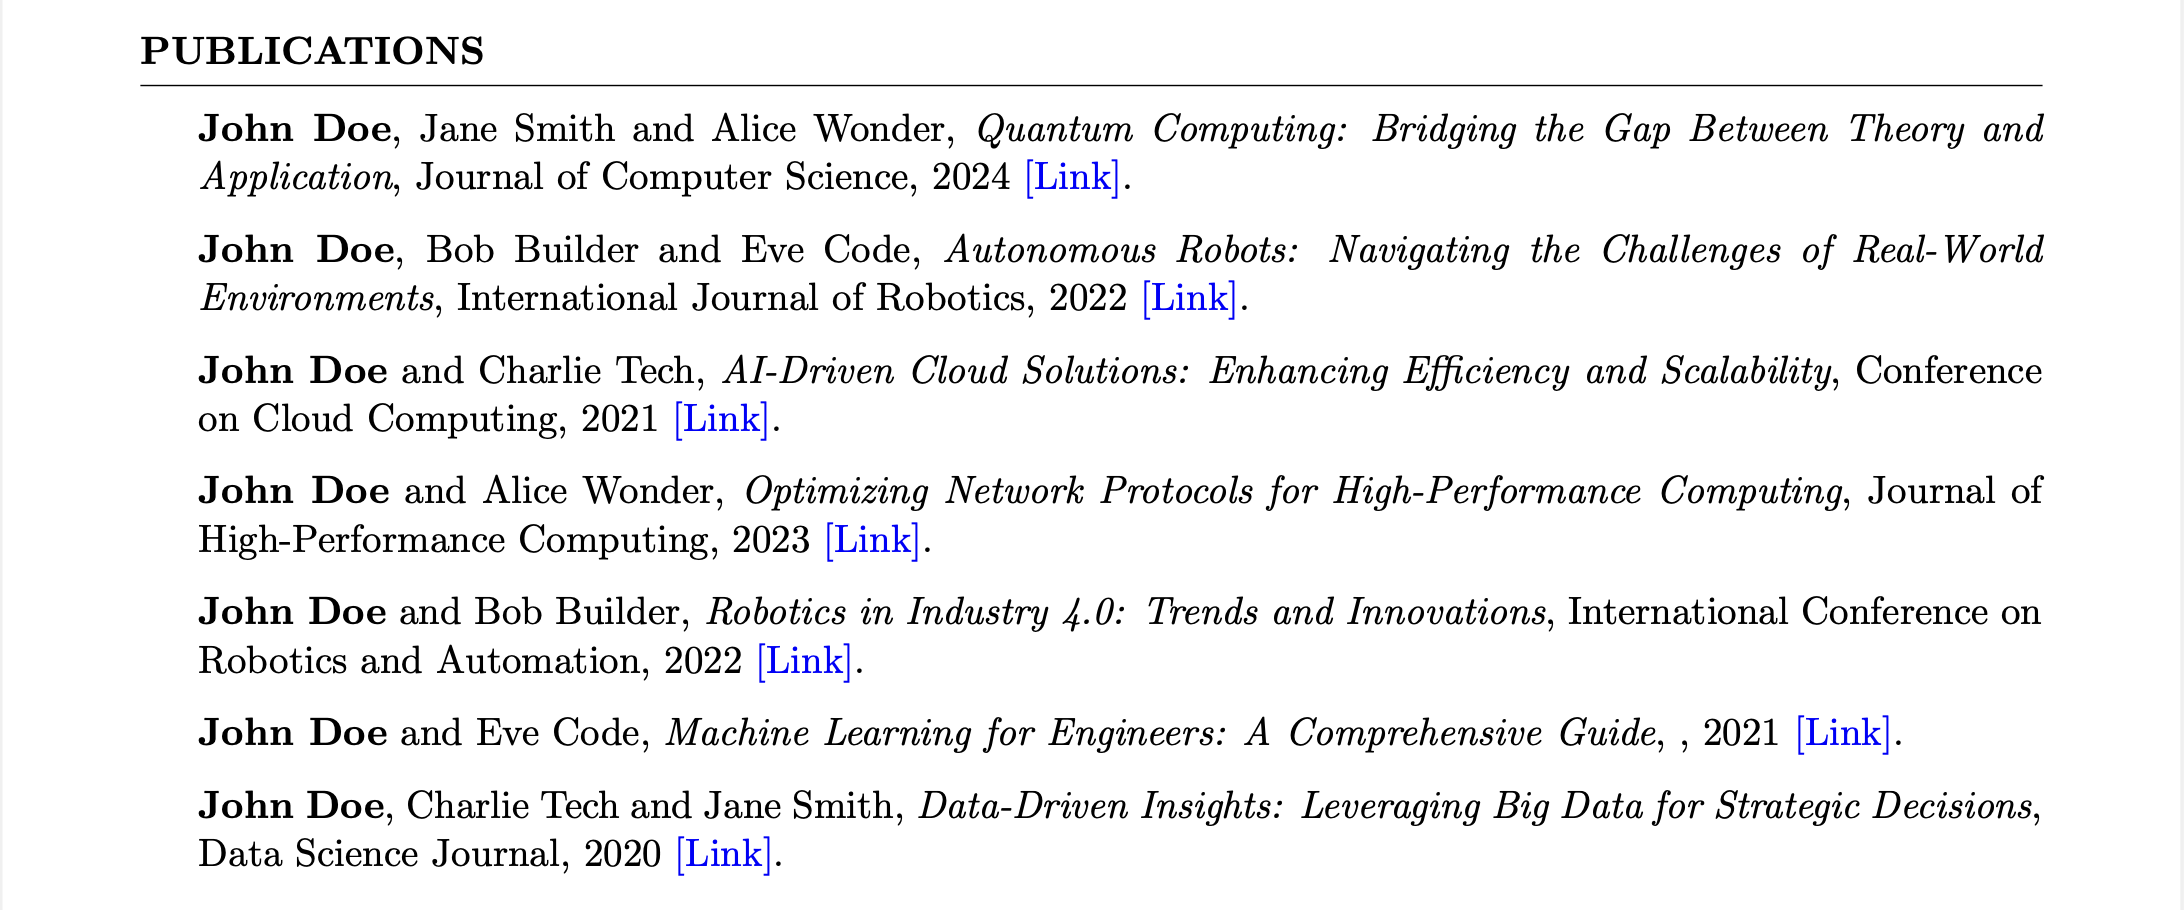 PUBLICATIONS
John Doe, Jane Smith and Alice Wonder, Quantum Computing: Bridging the Gap Between Theory and
Application, Journal of Computer Science, 2024 [Link].
John Doe, Bob Builder and Eve Code, Autonomous Robots: Navigating the Challenges of Real-World
Environments, International Journal of Robotics, 2022 [Link].
John Doe and Charlie Tech, AI-Driven Cloud Solutions: Enhancing Efficiency and Scalability, Conference
on Cloud Computing, 2021 [Link].
John Doe and Alice Wonder, Optimizing Network Protocols for High-Performance Computing, Journal of
High-Performance Computing, 2023 [Link].
John Doe and Bob Builder, Robotics in Industry 4.0: Trends and Innovations, International Conference on
Robotics and Automation, 2022 [Link].
John Doe and Eve Code, Machine Learning for Engineers: A Comprehensive Guide, , 2021 [Link].
John Doe, Charlie Tech and Jane Smith, Data-Driven Insights: Leveraging Big Data for Strategic Decisions,
Data Science Journal, 2020 [Link].